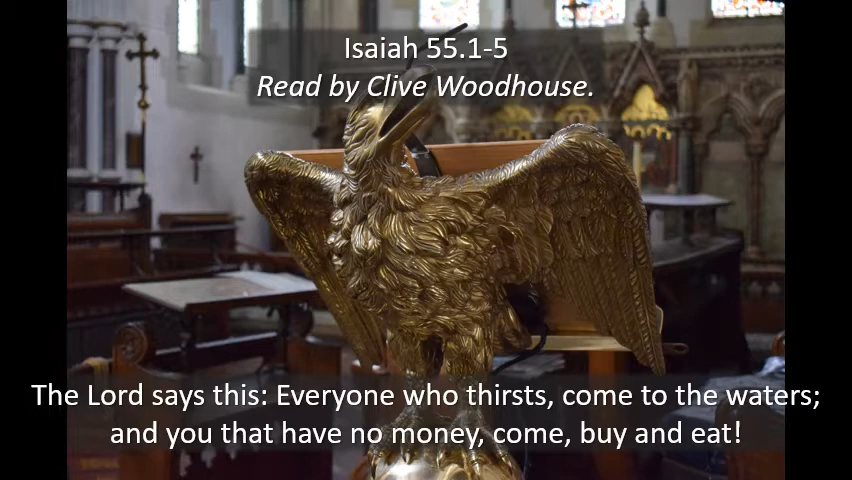 Isaiah 55.1-5
Read by Clive Woodhouse.
The Lord says this: Everyone who thirsts, come to the waters;
and you that have no money, come, buy and eat!